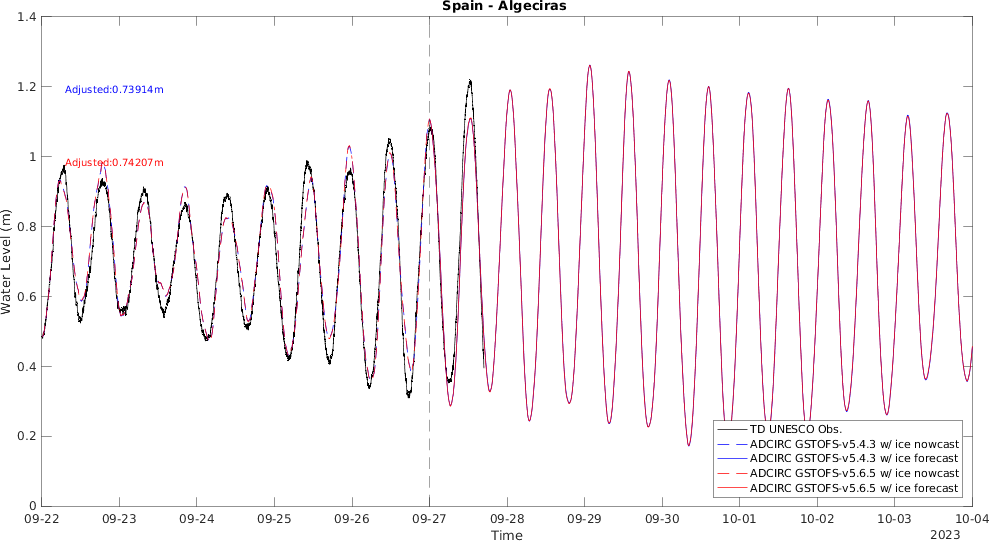 Spain - Algeciras
1.4
1.2
1
0.8
0.6
0.4
0.2
0
Water Level (m)
Adjusted:0.73914m
Adjusted:0.74207m
TD UNESCO Obs.
ADCIRC GSTOFS-v5.4.3 w/ ice nowcast
ADCIRC GSTOFS-v5.4.3 w/ ice forecast
ADCIRC GSTOFS-v5.6.5 w/ ice nowcast
ADCIRC GSTOFS-v5.6.5 w/ ice forecast
09-22 09-23 09-24 09-25 09-26 09-27 09-28 09-29 09-30 10-01 10-02 10-03 10-04
Time
2023